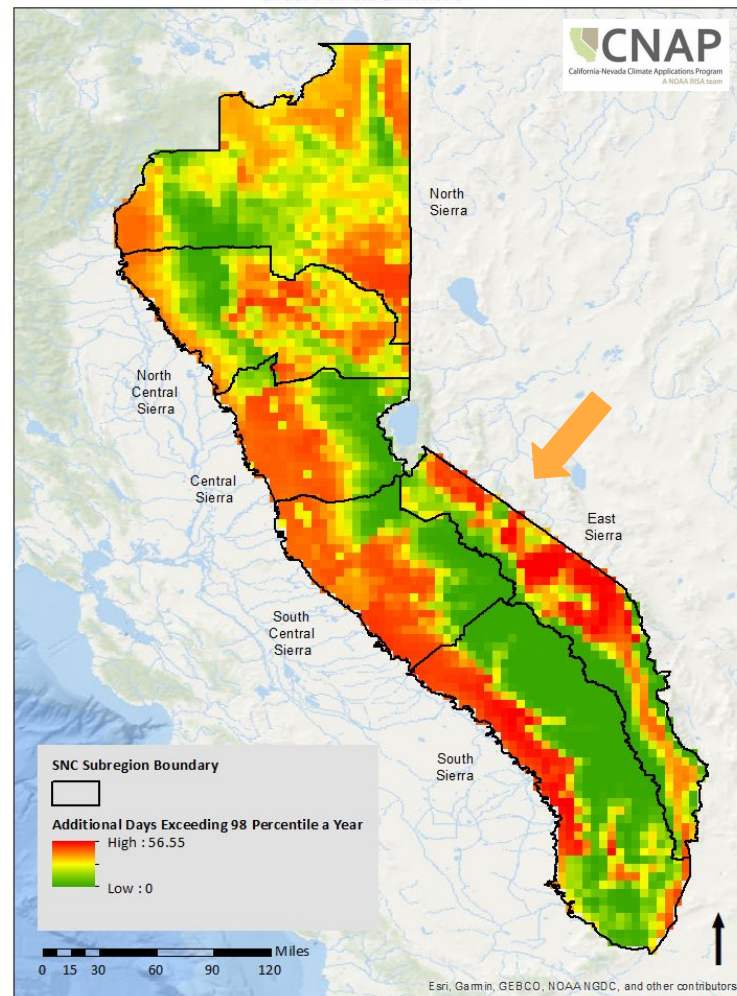 CNAP
California-Nevada Climate Applications Program
A NOAA RISA team
North
Sierra
North
Central
Sierra
Central
Sierra
East
Sierra
South
Central
Sierra
South
Sierra
SNC Subregion Boundary
Additional Days Exceeding 98 Percentile a Year
High : 56.55
Low : 0
Miles
0 15 30 60 90 120
Esri, Garmin, GEBCO, NOAA NGDC, and other contributors